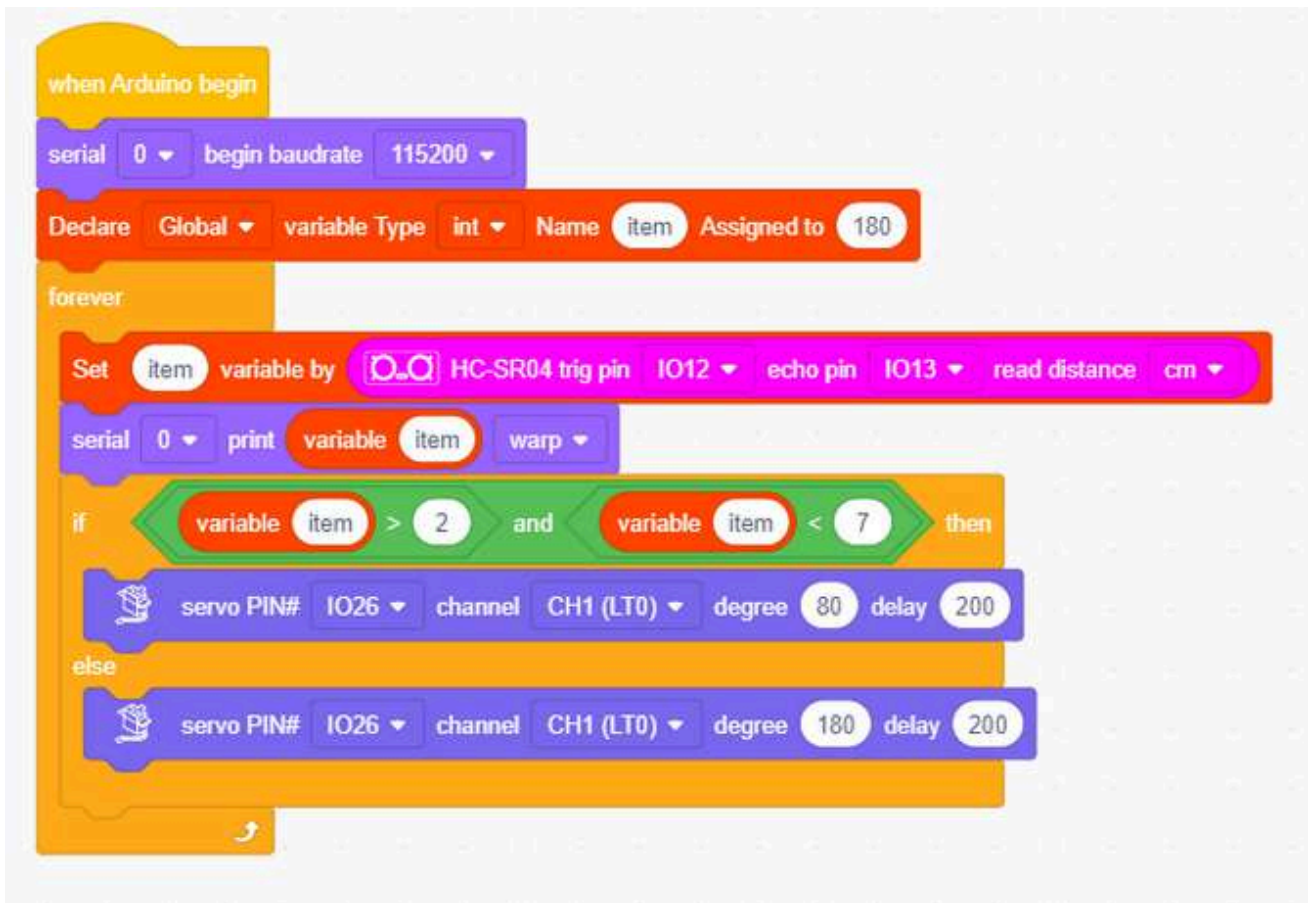 when Arduino begin
serial 0 begin baudrate 115200
Declare Global variable Type int Name item Assigned to 180
forever
Set item variable by HC-SR04 trig pin IO12 echo pin IO13 read distance cm
serial 0 print variable item warp
if variable item > 2 and variable item < 7 then
servo PIN# IO26 channel CH1 (LT0) degree 80 delay 200
else
servo PIN# IO26 channel CH1 (LT0) degree 180 delay 200